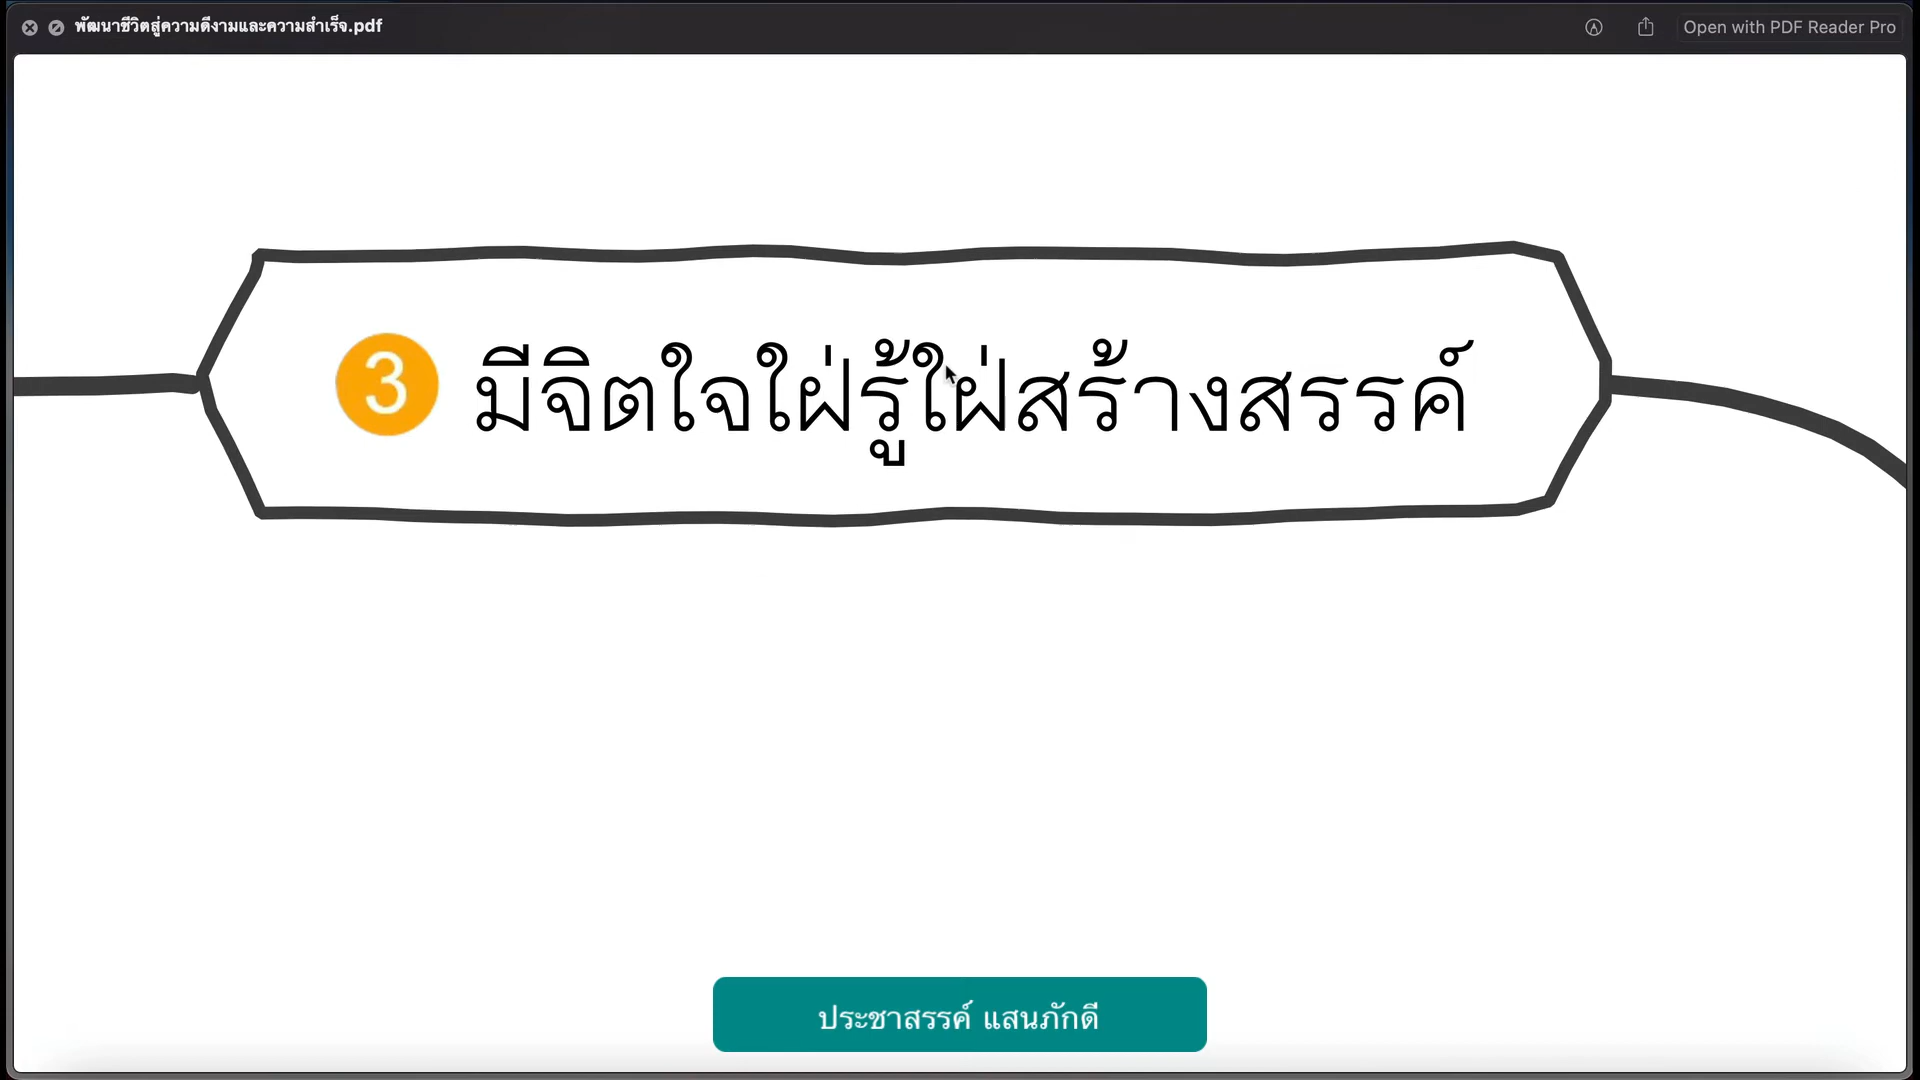 พัฒนาชีวิตสู่ความดีงามและความสำเร็จ.pdf
Open with PDF Reader Pro
3 มีจิตใจใฝ่รู้ใฝ่สร้างสรรค์
ประชาสรรค์ แสนภักดี